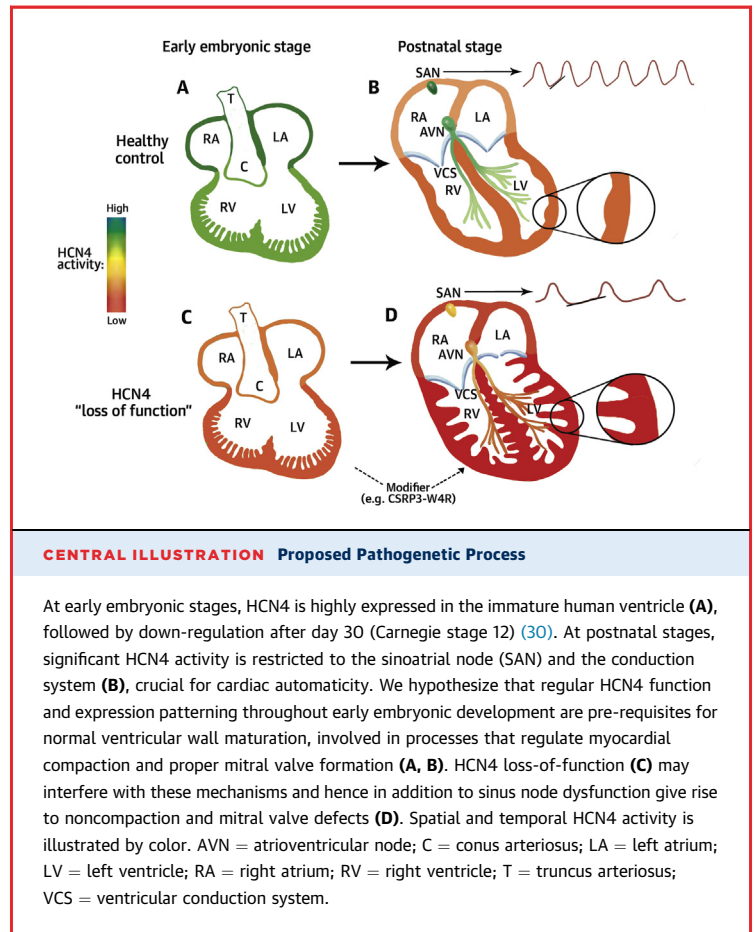 Early embryonic stage
Postnatal stage
A
T
RA
LA
C
RV
LV
Healthy
control
B
SAN
RA
AVN
LA
VCS
RV
LV
High
HCN4
activity:
Low
C
T
RA
LA
C
RV
LV
HCN4
"loss of function"
D
SAN
RA
AVN
LA
VCS
RV
LV
Modifier
(e.g. CSRP3-W4R)
CENTRAL ILLUSTRATION Proposed Pathogenetic Process
At early embryonic stages, HCN4 is highly expressed in the immature human ventricle (A),
followed by down-regulation after day 30 (Carnegie stage 12) (30). At postnatal stages,
significant HCN4 activity is restricted to the sinoatrial node (SAN) and the conduction
system (B), crucial for cardiac automaticity. We hypothesize that regular HCN4 function
and expression patterning throughout early embryonic development are pre-requisites for
normal ventricular wall maturation, involved in processes that regulate myocardial
compaction and proper mitral valve formation (A, B). HCN4 loss-of-function (C) may
interfere with these mechanisms and hence in addition to sinus node dysfunction give rise
to noncompaction and mitral valve defects (D). Spatial and temporal HCN4 activity is
illustrated by color. AVN = atrioventricular node; C = conus arteriosus; LA = left atrium;
LV = left ventricle; RA = right atrium; RV = right ventricle; T = truncus arteriosus;
VCS = ventricular conduction system.